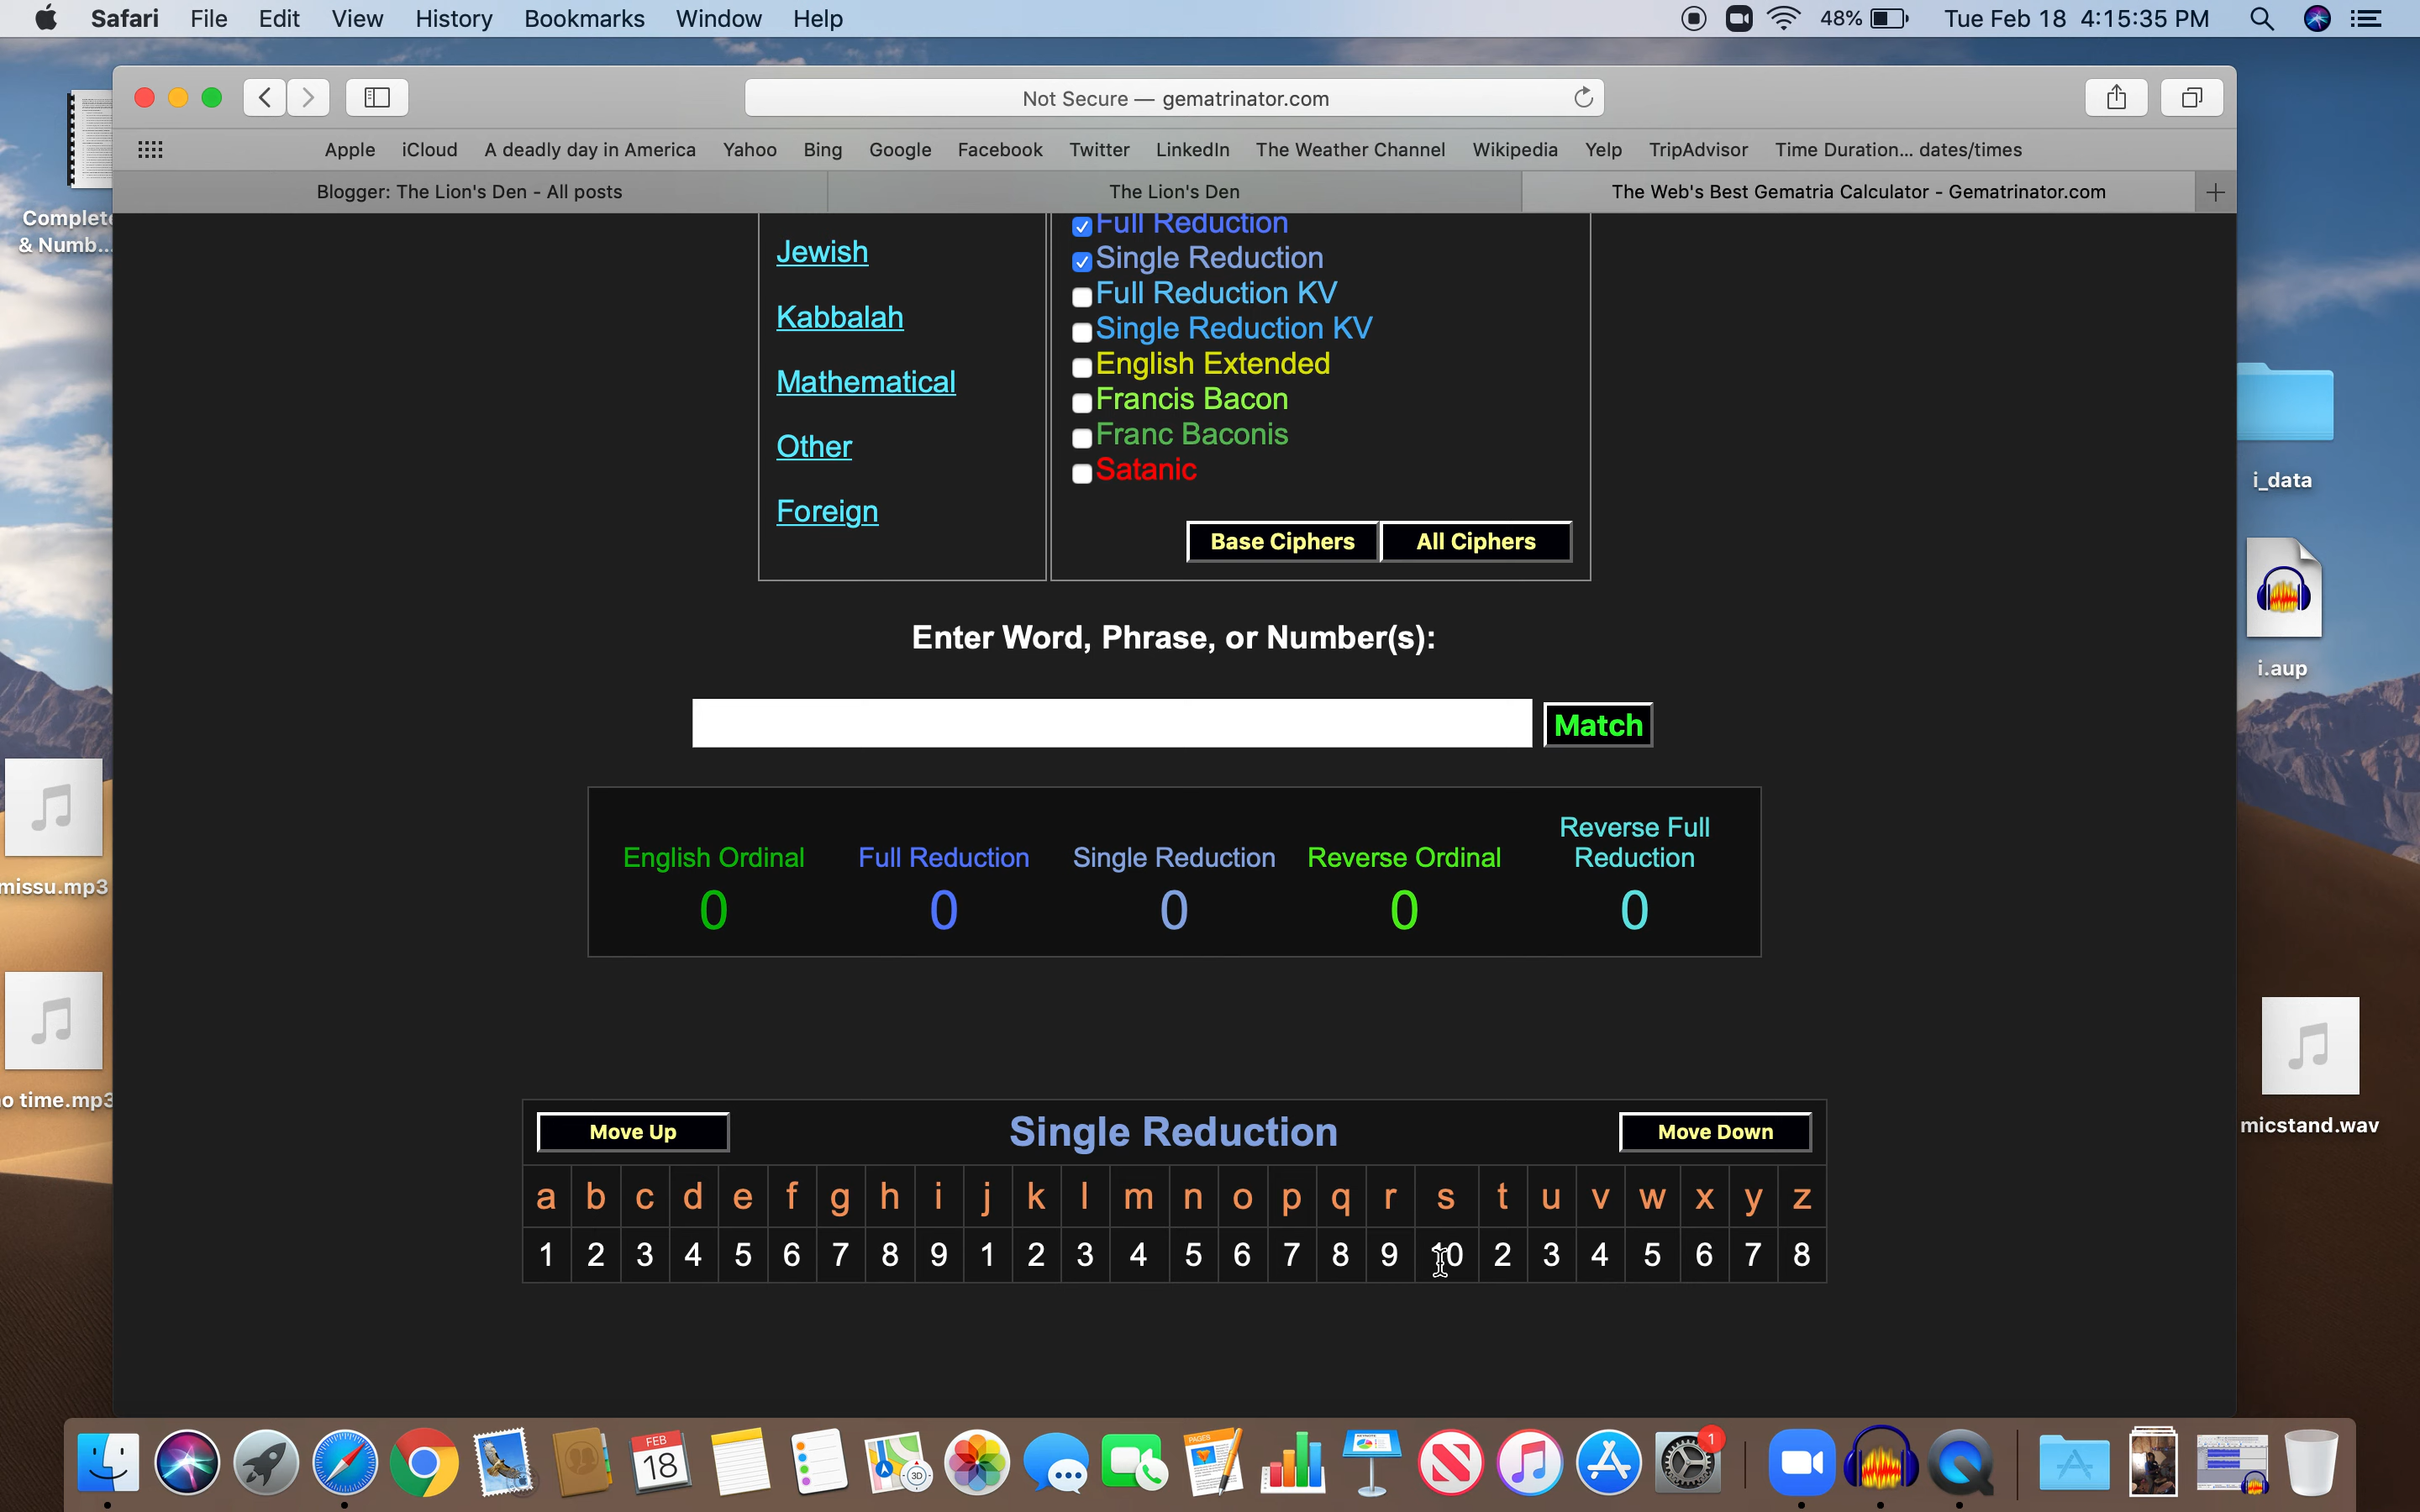 Safari File Edit View History Bookmarks Window Help 48% Tue Feb 18 4:15:35 PM
Not Secure — gematrinator.com
Apple iCloud A deadly day in America Yahoo Bing Google Facebook Twitter LinkedIn The Weather Channel Wikipedia Yelp TripAdvisor Time Duration... dates/times
Blogger: The Lion's Den - All posts The Lion's Den The Web's Best Gematria Calculator - Gematrinator.com
Complete
& Numb...
missu.mp3
o time.mp3
Jewish
Kabbalah
Mathematical
Other
Foreign
Full Reduction
Single Reduction
Full Reduction KV
Single Reduction KV
English Extended
Francis Bacon
Franc Baconis
Satanic
Base Ciphers All Ciphers
i_data
i.aup
micstand.wav
Enter Word, Phrase, or Number(s):
Match
English Ordinal Full Reduction Single Reduction Reverse Ordinal Reverse Full Reduction
0 0 0 0 0
Move Up Single Reduction Move Down
a b c d e f g h i j k l m n o p q r s t u v w x y z
1 2 3 4 5 6 7 8 9 1 2 3 4 5 6 7 8 9 10 2 3 4 5 6 7 8
FEB
18
3D
PAGES
1